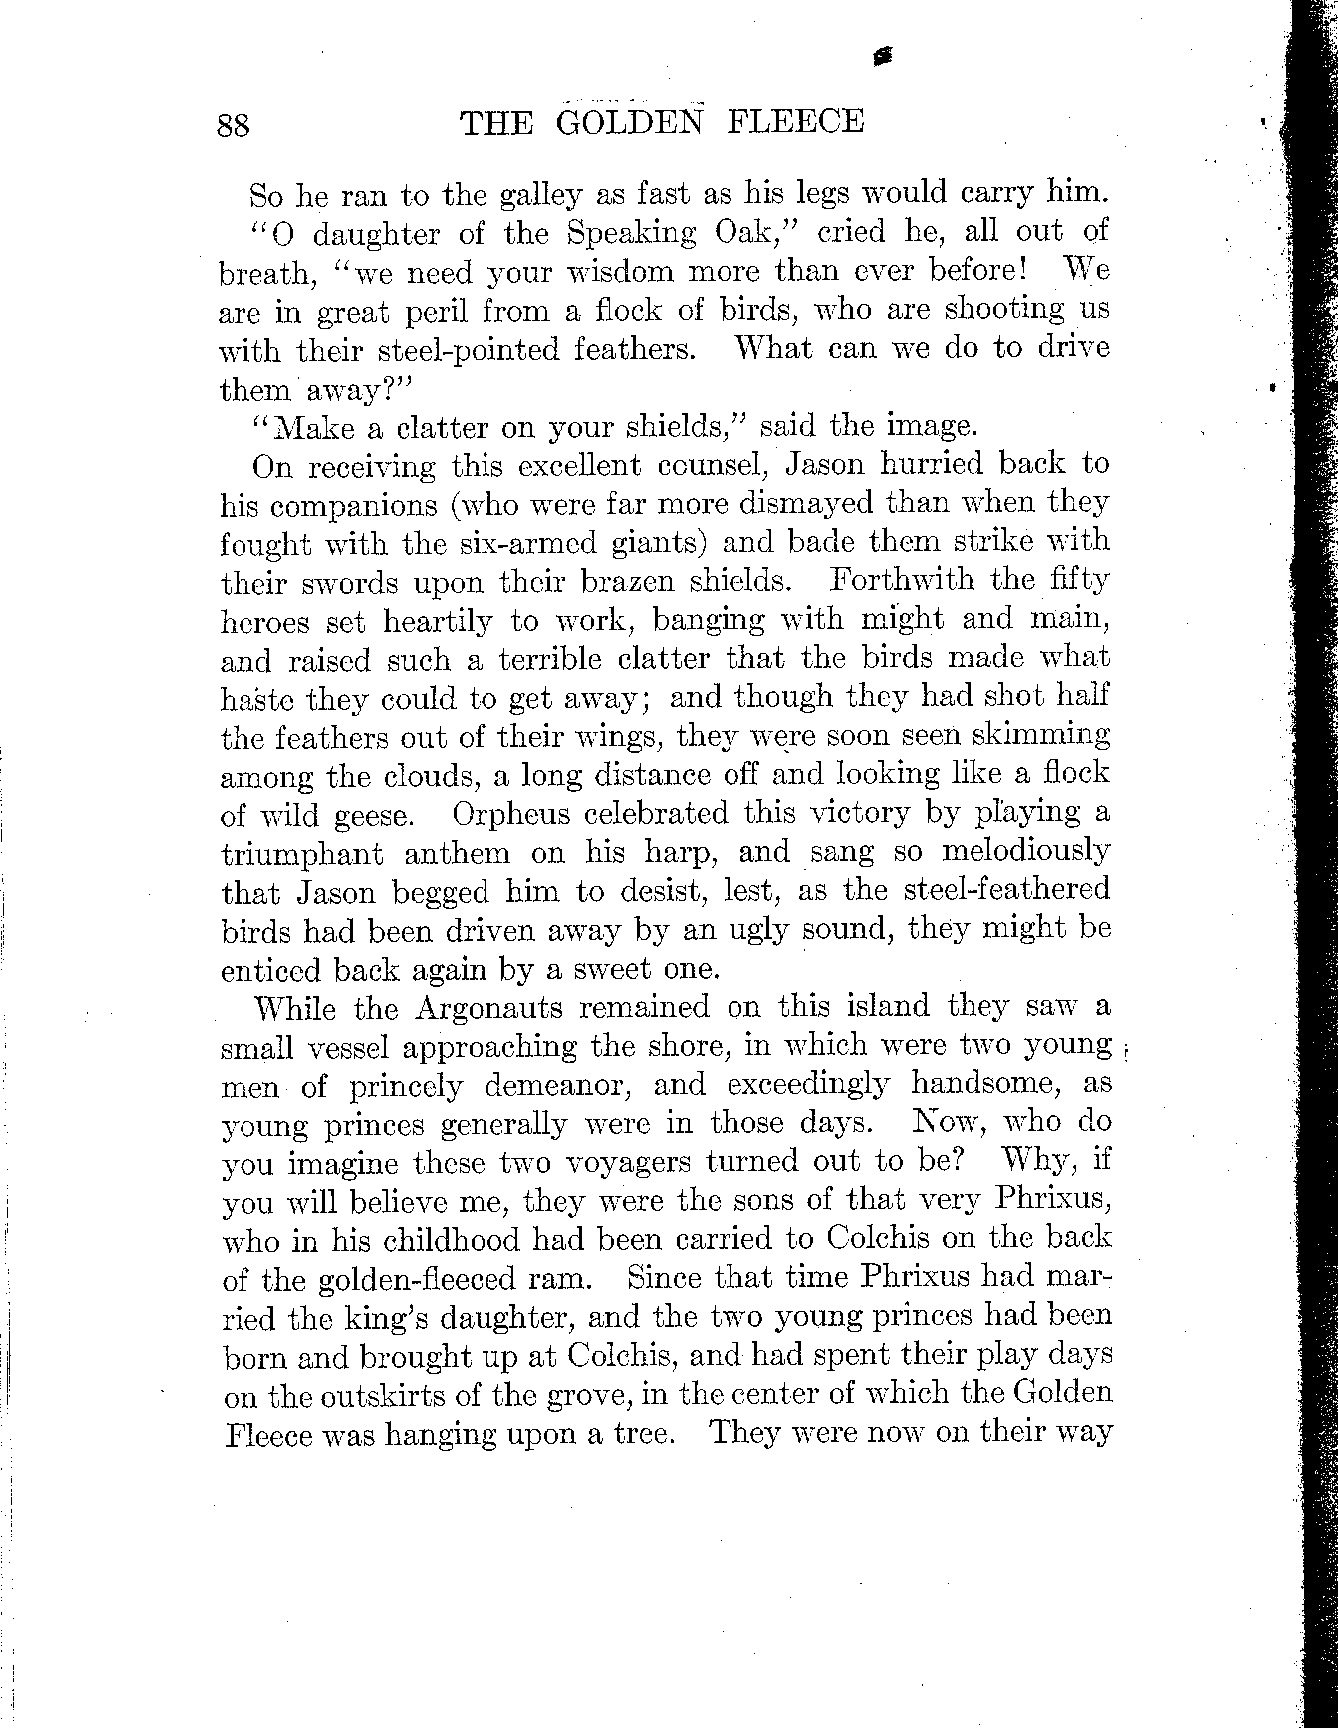 88 THE GOLDEN FLEECE
So he ran to the galley as fast as his legs would carry him.
"O daughter of the Speaking Oak," cried he, all out of
breath, "we need your wisdom more than ever before! We
are in great peril from a flock of birds, who are shooting us
with their steel-pointed feathers. What can we do to drive
them away?"
"Make a clatter on your shields," said the image.
On receiving this excellent counsel, Jason hurried back to
his companions (who were far more dismayed than when they
fought with the six-armed giants) and bade them strike with
their swords upon their brazen shields. Forthwith the fifty
heroes set heartily to work, banging with might and main,
and raised such a terrible clatter that the birds made what
haste they could to get away; and though they had shot half
the feathers out of their wings, they were soon seen skimming
among the clouds, a long distance off and looking like a flock
of wild geese. Orpheus celebrated this victory by playing a
triumphant anthem on his harp, and sang so melodiously
that Jason begged him to desist, lest, as the steel-feathered
birds had been driven away by an ugly sound, they might be
enticed back again by a sweet one.
While the Argonauts remained on this island they saw a
small vessel approaching the shore, in which were two young
men of princely demeanor, and exceedingly handsome, as
young princes generally were in those days. Now, who do
you imagine these two voyagers turned out to be? Why, if
you will believe me, they were the sons of that very Phrixus,
who in his childhood had been carried to Colchis on the back
of the golden-fleeced ram. Since that time Phrixus had mar-
ried the king's daughter, and the two young princes had been
born and brought up at Colchis, and had spent their play days
on the outskirts of the grove, in the center of which the Golden
Fleece was hanging upon a tree. They were now on their way